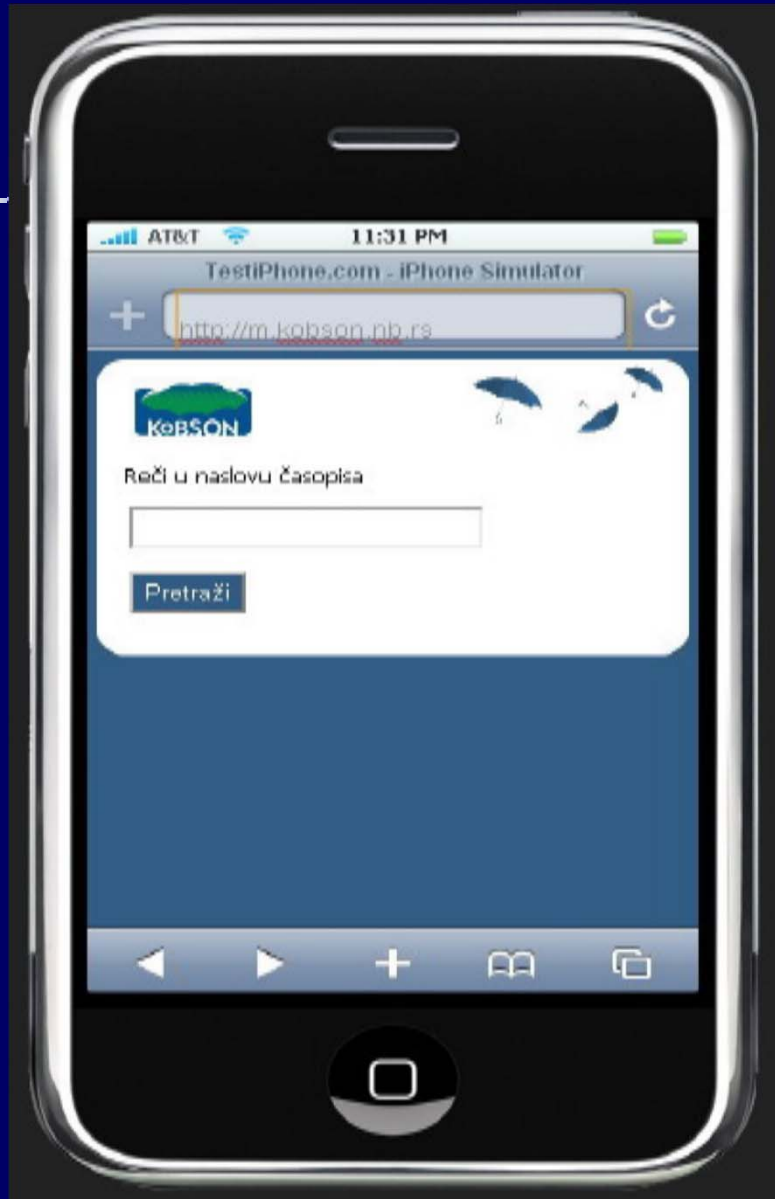 AT&T 11:31 PM
TestiPhone.com - iPhone Simulator
http://m.kobson.nb.rs
KoBSON
Reči u naslovu časopisa
Pretraži